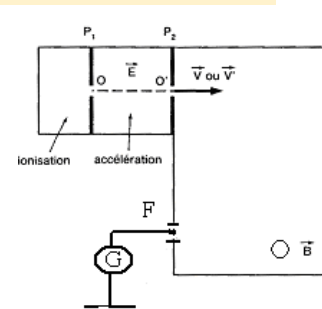 P₁ P₂
O E⃗ O' V⃗ ou V⃗'
ionisation accélération
F
G
B⃗